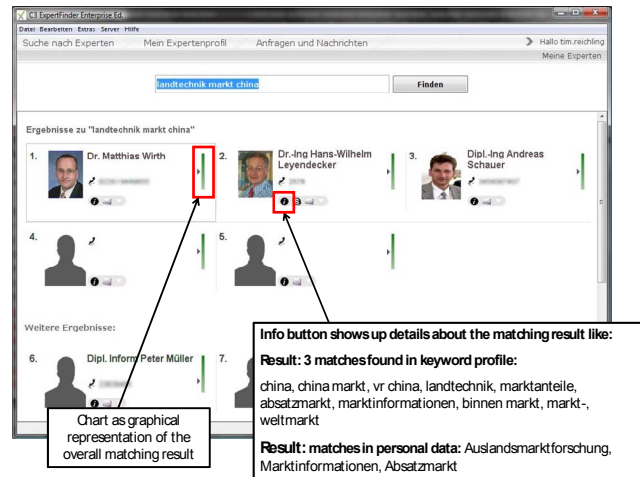 C3 ExpertFinder Enterprise Ed.
Datei Bearbeiten Extras Server Hilfe
Suche nach Experten Mein Expertenprofil Anfragen und Nachrichten Hallo tim.reichling
Meine Experten
landtechnik markt china Finden
Ergebnisse zu "landtechnik markt china"
1. Dr. Matthias Wirth
2. Dr.-Ing Hans-Wilhelm
Leyendecker
3. Dipl.-Ing Andreas
Schauer
4.
5.
Weitere Ergebnisse:
6. Dipl. Inform Peter Müller
7.
Chart as graphical
representation of the
overall matching result
Info button shows up details about the matching result like:
Result: 3 matches found in keyword profile:
china, china markt, vr china, landtechnik, marktanteile,
absatzmarkt, marktinformationen, binnen markt, markt-,
weltmarkt
Result: matches in personal data: Auslandsmarktforschung,
Marktinformationen, Absatzmarkt